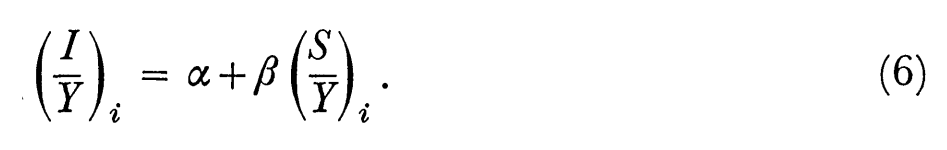 (I/Y)_i = α + β (S/Y)_i . (6)